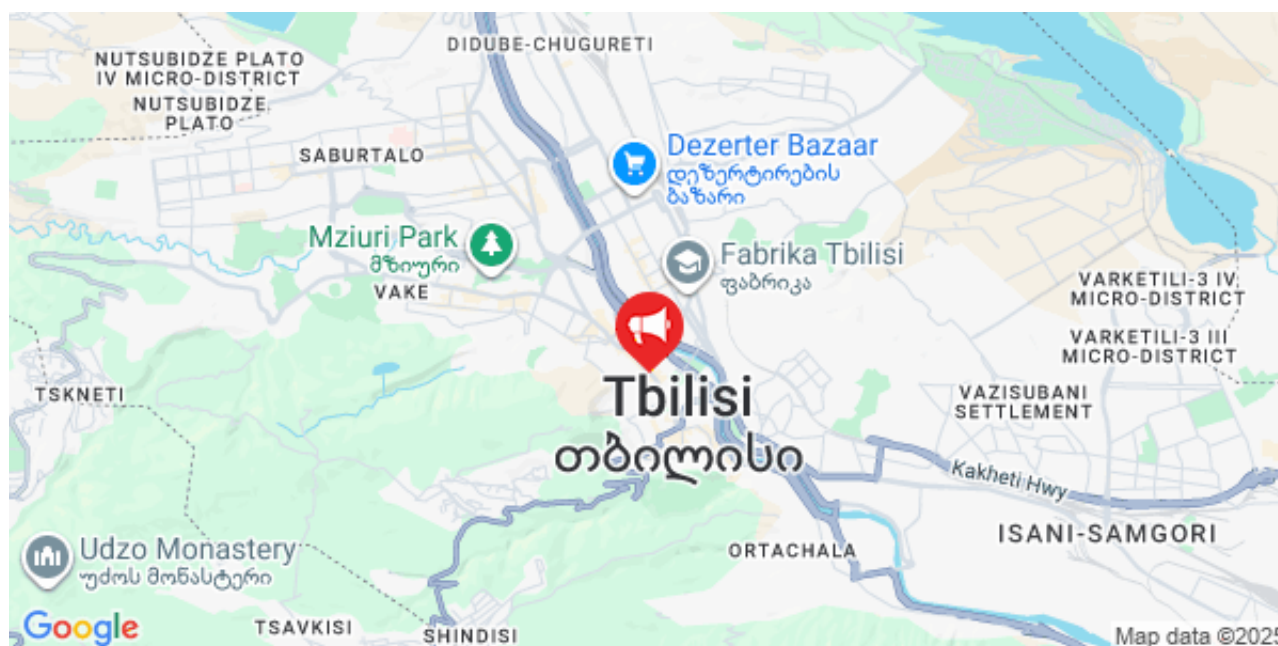 DIDUBE-CHUGURETI
NUTSUBIDZE PLATO
IV MICRO-DISTRICT
NUTSUBIDZE
PLATO
SABURTALO
Dezerter Bazaar
დეზერტირების
ბაზარი
Mziuri Park
მზიური
VAKE
Fabrika Tbilisi
ფაბრიკა
VARKETILI-3 IV
MICRO-DISTRICT
VARKETILI-3 III
MICRO-DISTRICT
TSKNETI
Tbilisi
თბილისი
VAZISUBANI
SETTLEMENT
Kakheti Hwy
ISANI-SAMGORI
ORTACHALA
Udzo Monastery
უძოს მონასტერი
Google
TSAVKISI
SHINDISI
Map data ©2025